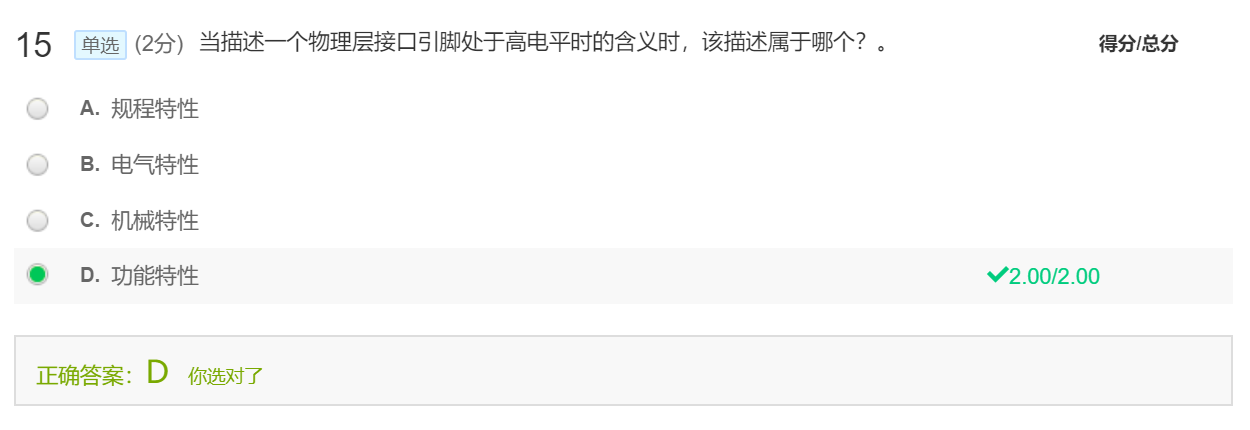 15 单选 (2分) 当描述一个物理层接口引脚处于高电平时的含义时，该描述属于哪个？。 得分/总分
A. 规程特性
B. 电气特性
C. 机械特性
D. 功能特性 2.00/2.00
正确答案：D 你选对了